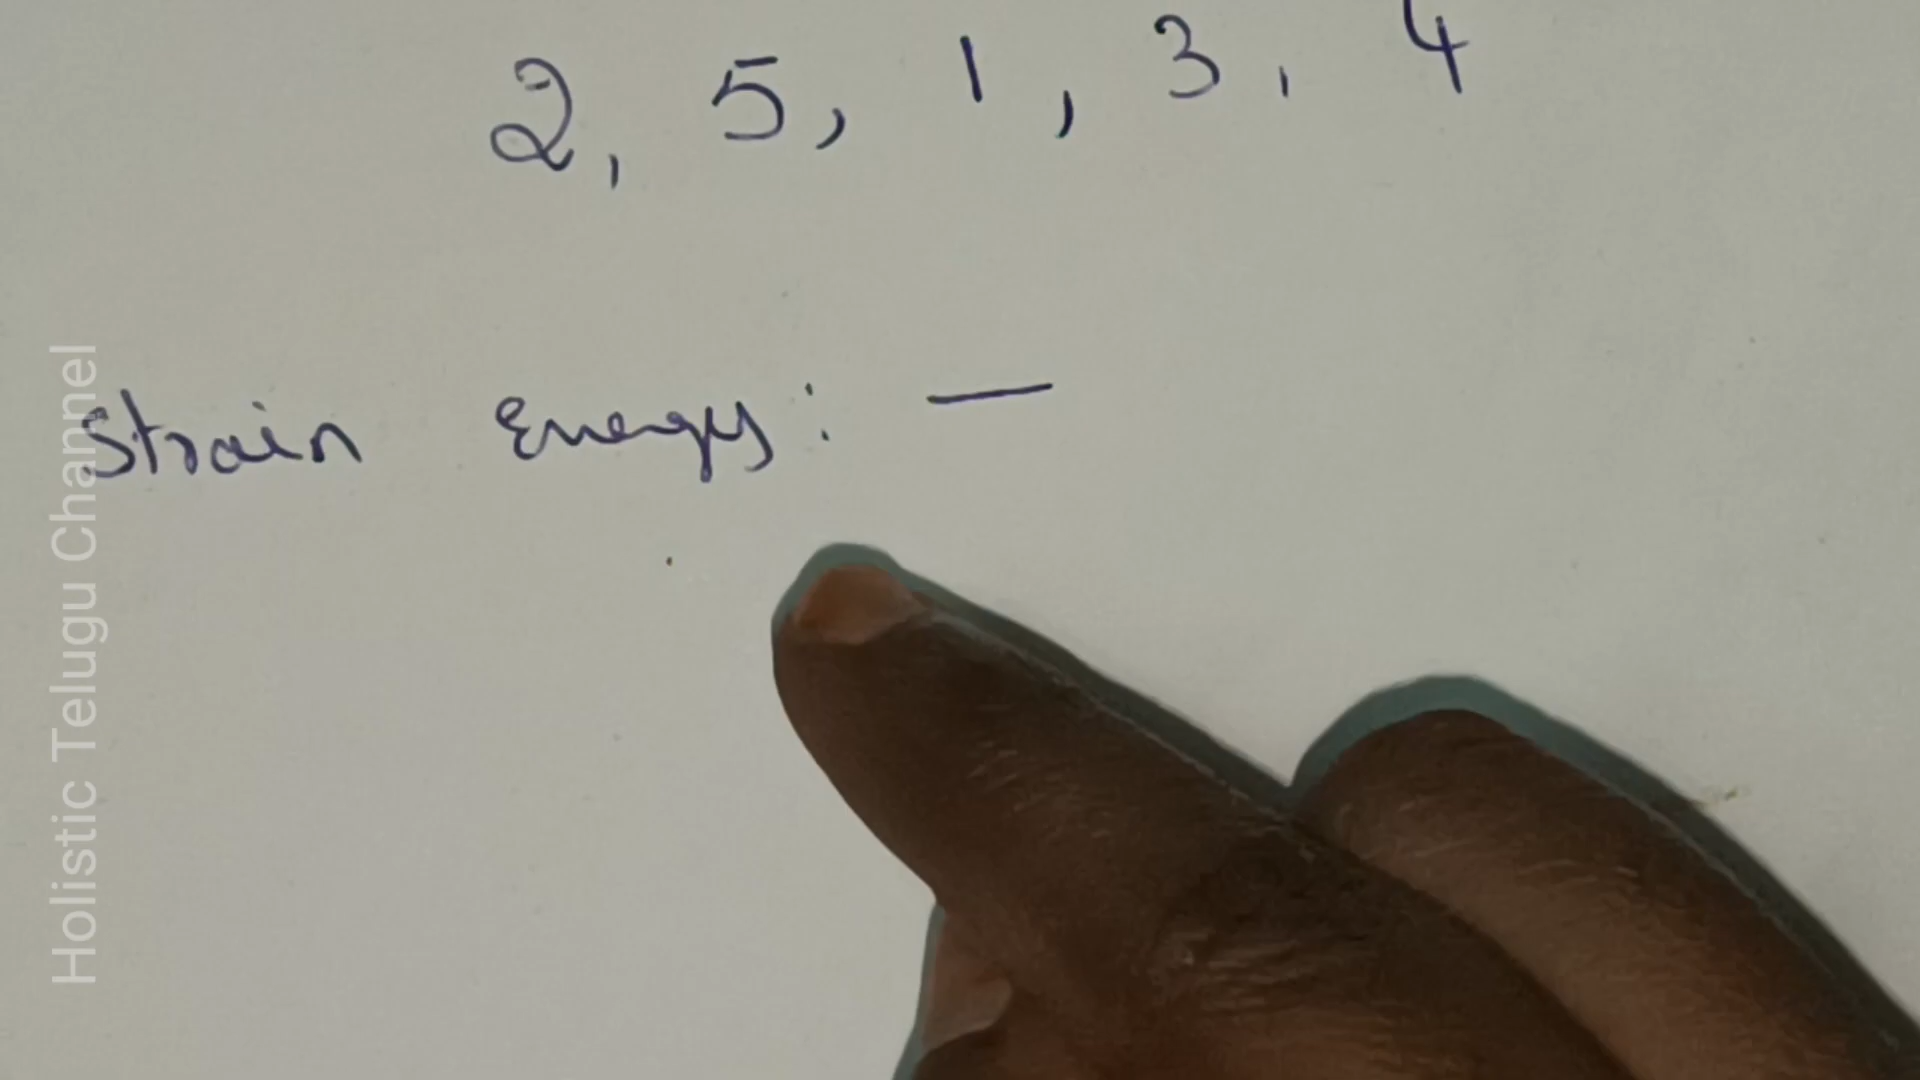 2, 5, 1, 3, 4
Strain Energy: —
Holistic Telugu Channel